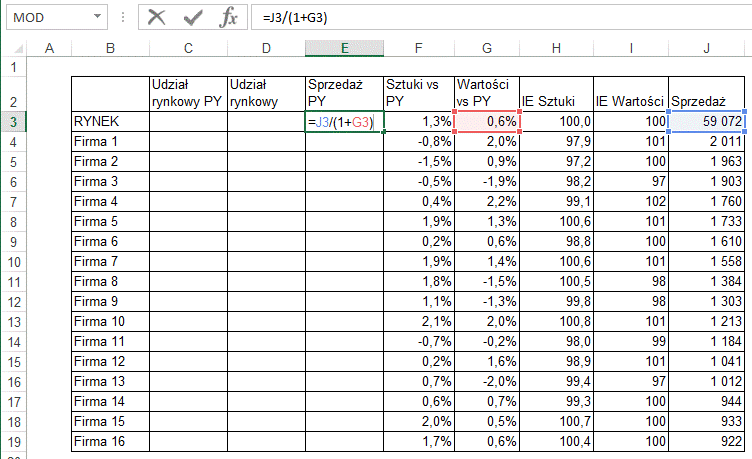 MOD =J3/(1+G3)
A B C D E F G H I J
1
2 Udział rynkowy PY Udział rynkowy Sprzedaż PY Sztuki vs PY Wartości vs PY IE Sztuki IE Wartości Sprzedaż
3 RYNEK =J3/(1+G3) 1,3% 0,6% 100,0 100 59 072
4 Firma 1 -0,8% 2,0% 97,9 101 2 011
5 Firma 2 -1,5% 0,9% 97,2 100 1 963
6 Firma 3 -0,5% -1,9% 98,2 97 1 903
7 Firma 4 0,4% 2,2% 99,1 102 1 760
8 Firma 5 1,9% 1,3% 100,6 101 1 733
9 Firma 6 0,2% 0,6% 98,8 100 1 610
10 Firma 7 1,9% 1,4% 100,6 101 1 558
11 Firma 8 1,8% -1,5% 100,5 98 1 384
12 Firma 9 1,1% -1,3% 99,8 98 1 303
13 Firma 10 2,1% 2,0% 100,8 101 1 213
14 Firma 11 -0,7% -0,2% 98,0 99 1 184
15 Firma 12 0,2% 1,6% 98,9 101 1 041
16 Firma 13 0,7% -2,0% 99,4 97 1 012
17 Firma 14 0,6% 0,7% 99,3 100 944
18 Firma 15 2,0% 0,5% 100,7 100 933
19 Firma 16 1,7% 0,6% 100,4 100 922